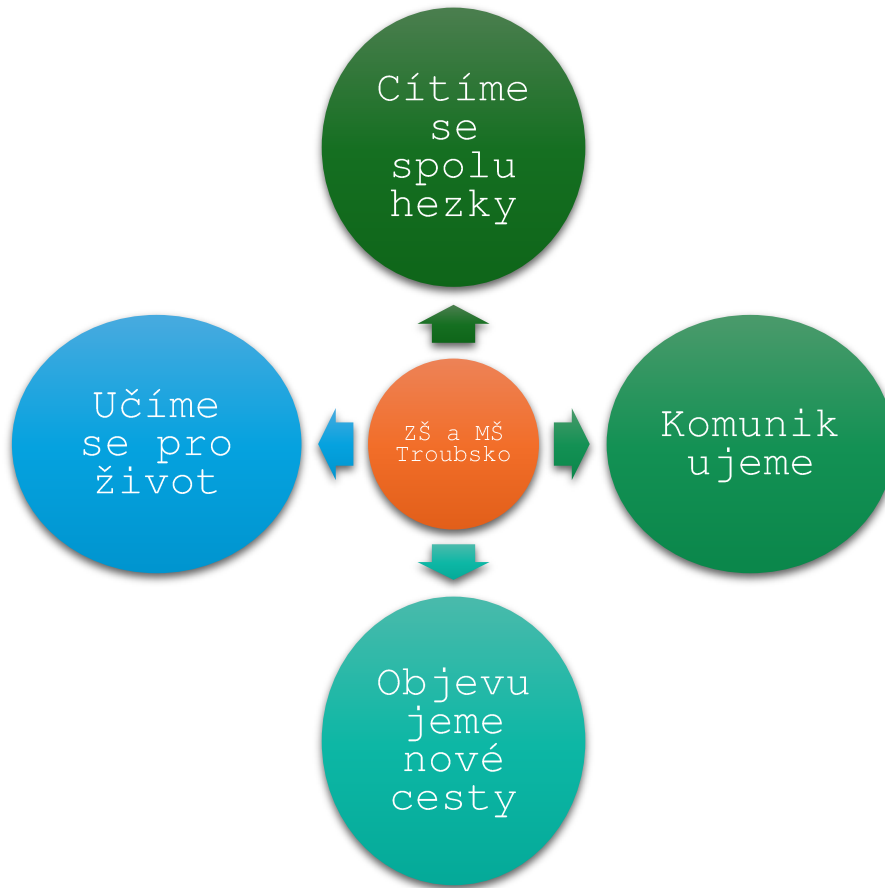 Cítíme
se
spolu
hezky
Učíme
se pro
život
ZŠ a MŠ
Troubsko
Komunik
ujeme
Objevu
jeme
nové
cesty